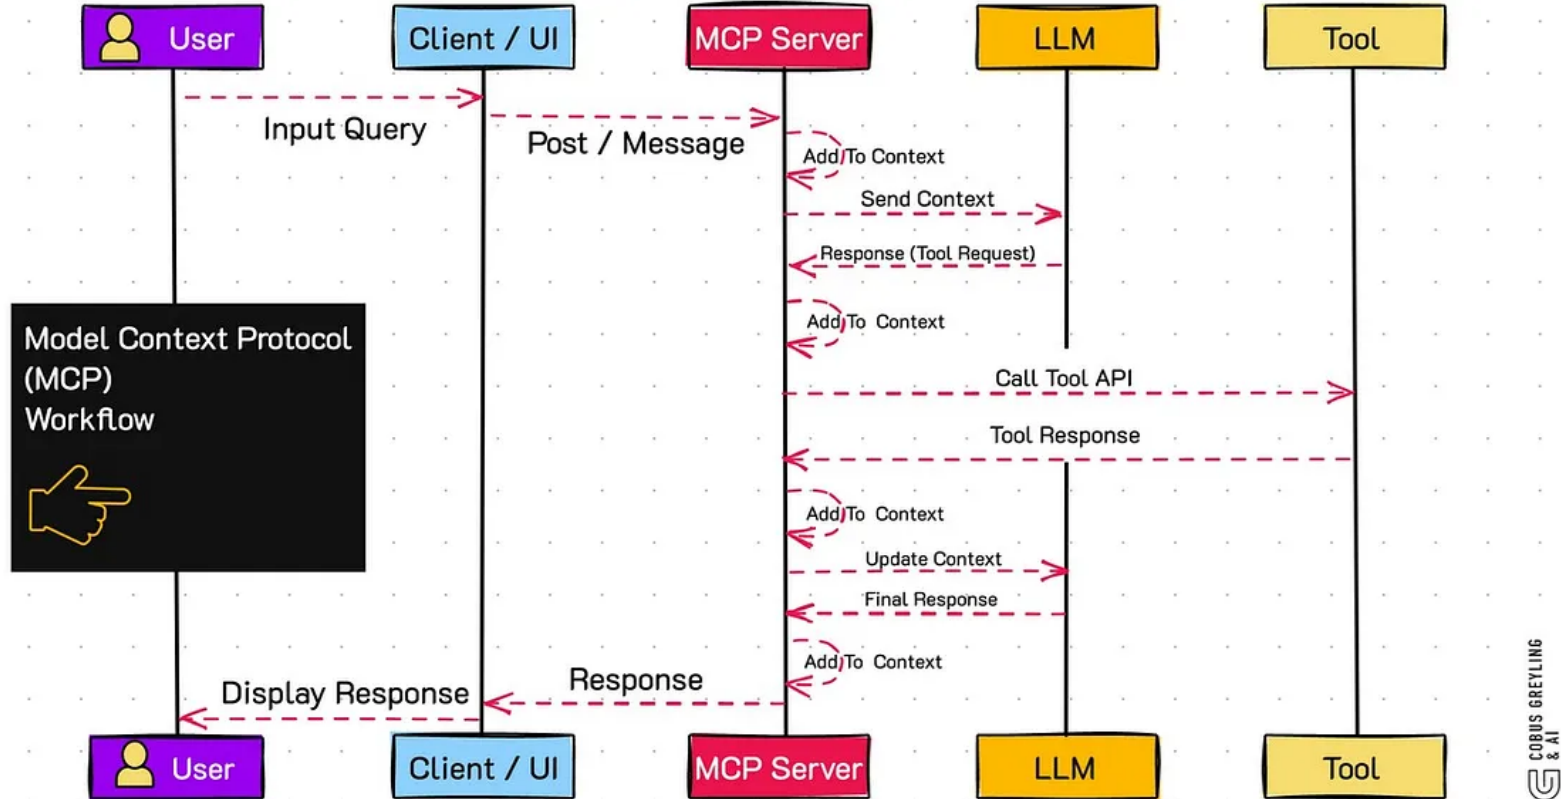 User
Client / UI
MCP Server
LLM
Tool
Input Query
Post / Message
Add To Context
Send Context
Response (Tool Request)
Add To Context
Model Context Protocol
(MCP)
Workflow
Call Tool API
Tool Response
Add To Context
Update Context
Final Response
Add To Context
Response
Display Response
User
Client / UI
MCP Server
LLM
Tool
COBUS GREYLING
& AI